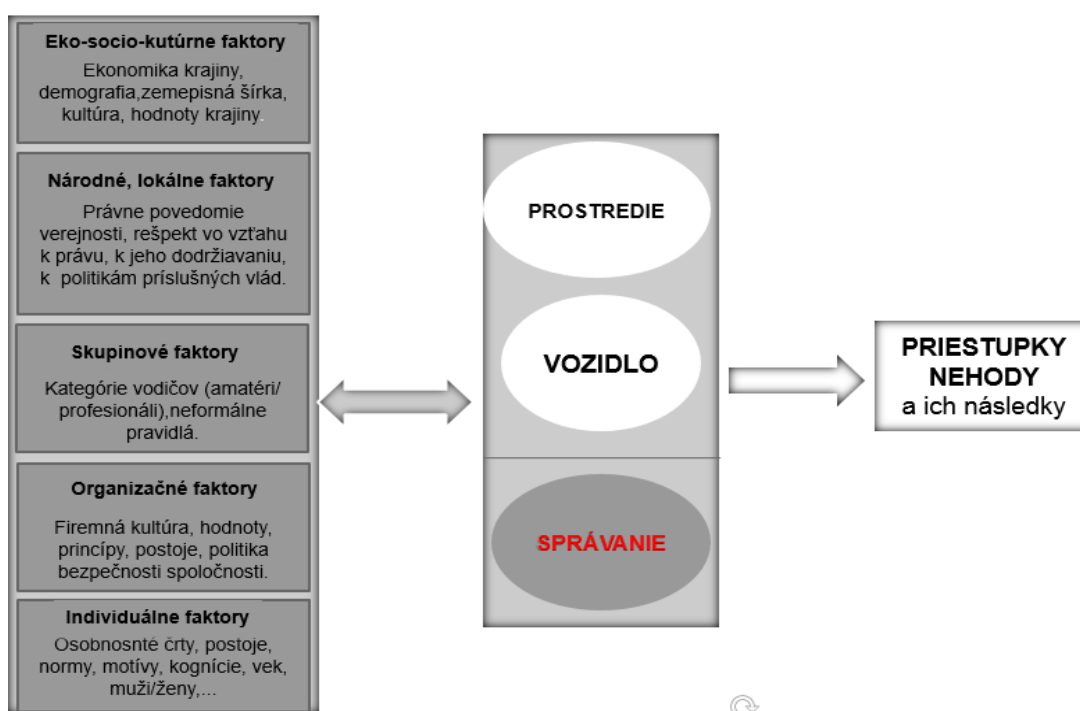 Eko-socio-kutúrne faktory
Ekonomika krajiny,
demografia,zemepisná šírka,
kultúra, hodnoty krajiny.
Národné, lokálne faktory
Právne povedomie
verejnosti, rešpekt vo vzťahu
k právu, k jeho dodržiavaniu,
k politikám príslušných vlád.
Skupinové faktory
Kategórie vodičov (amatéri/
profesionáli),neformálne
pravidlá.
Organizačné faktory
Firemná kultúra, hodnoty,
princípy, postoje, politika
bezpečnosti spoločnosti.
Individuálne faktory
Osobnosnté črty, postoje,
normy, motívy, kognície, vek,
muži/ženy,...
PROSTREDIE
VOZIDLO
SPRÁVANIE
PRIESTUPKY
NEHODY
a ich následky